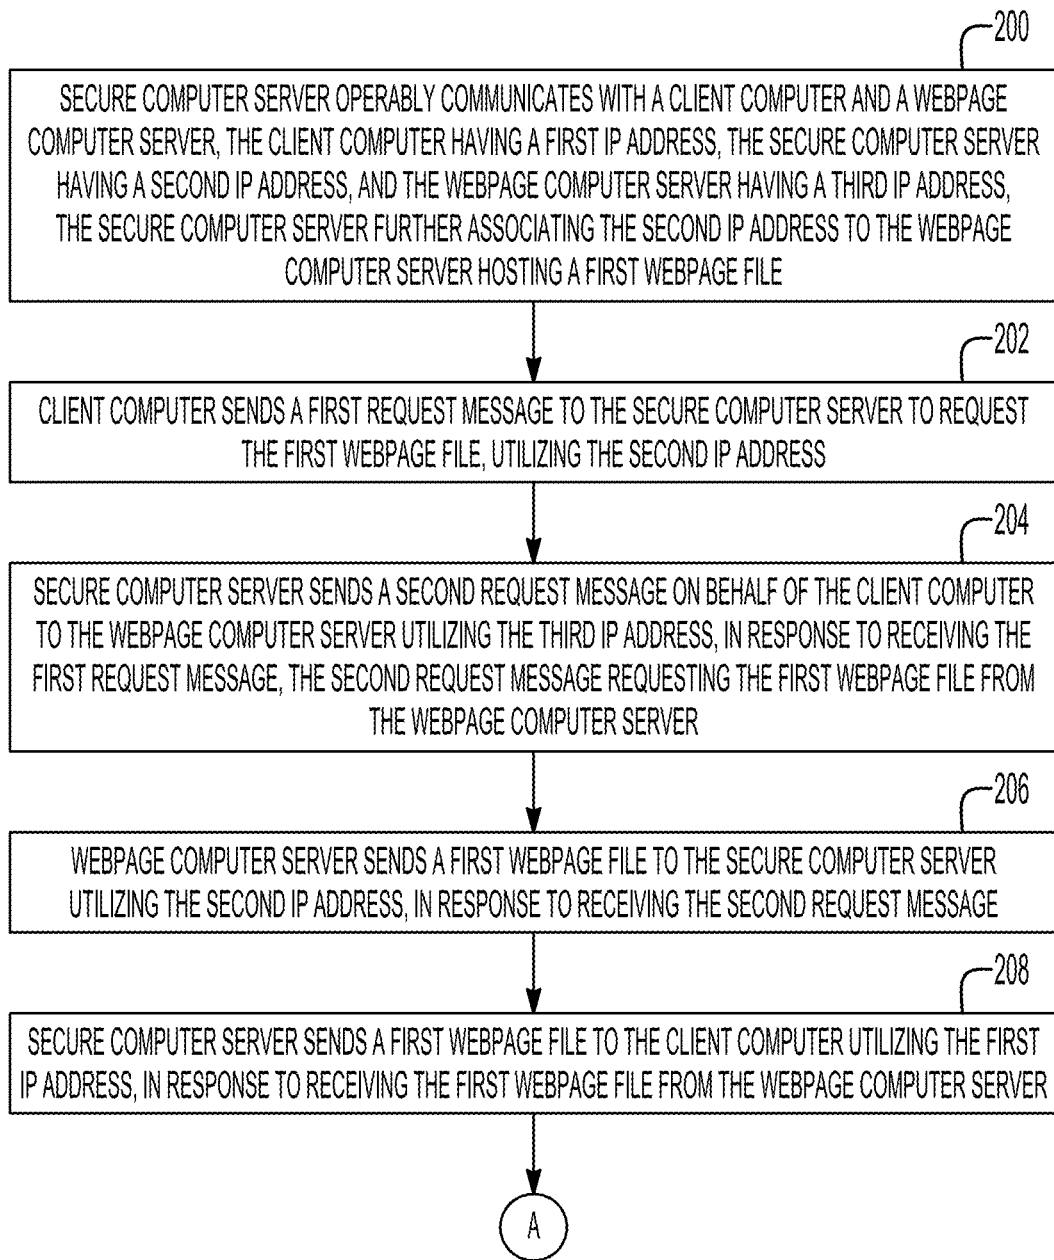 200
SECURE COMPUTER SERVER OPERABLY COMMUNICATES WITH A CLIENT COMPUTER AND A WEBPAGE
COMPUTER SERVER, THE CLIENT COMPUTER HAVING A FIRST IP ADDRESS, THE SECURE COMPUTER SERVER
HAVING A SECOND IP ADDRESS, AND THE WEBPAGE COMPUTER SERVER HAVING A THIRD IP ADDRESS,
THE SECURE COMPUTER SERVER FURTHER ASSOCIATING THE SECOND IP ADDRESS TO THE WEBPAGE
COMPUTER SERVER HOSTING A FIRST WEBPAGE FILE
202
CLIENT COMPUTER SENDS A FIRST REQUEST MESSAGE TO THE SECURE COMPUTER SERVER TO REQUEST
THE FIRST WEBPAGE FILE, UTILIZING THE SECOND IP ADDRESS
204
SECURE COMPUTER SERVER SENDS A SECOND REQUEST MESSAGE ON BEHALF OF THE CLIENT COMPUTER
TO THE WEBPAGE COMPUTER SERVER UTILIZING THE THIRD IP ADDRESS, IN RESPONSE TO RECEIVING THE
FIRST REQUEST MESSAGE, THE SECOND REQUEST MESSAGE REQUESTING THE FIRST WEBPAGE FILE FROM
THE WEBPAGE COMPUTER SERVER
206
WEBPAGE COMPUTER SERVER SENDS A FIRST WEBPAGE FILE TO THE SECURE COMPUTER SERVER
UTILIZING THE SECOND IP ADDRESS, IN RESPONSE TO RECEIVING THE SECOND REQUEST MESSAGE
208
SECURE COMPUTER SERVER SENDS A FIRST WEBPAGE FILE TO THE CLIENT COMPUTER UTILIZING THE FIRST
IP ADDRESS, IN RESPONSE TO RECEIVING THE FIRST WEBPAGE FILE FROM THE WEBPAGE COMPUTER SERVER
A